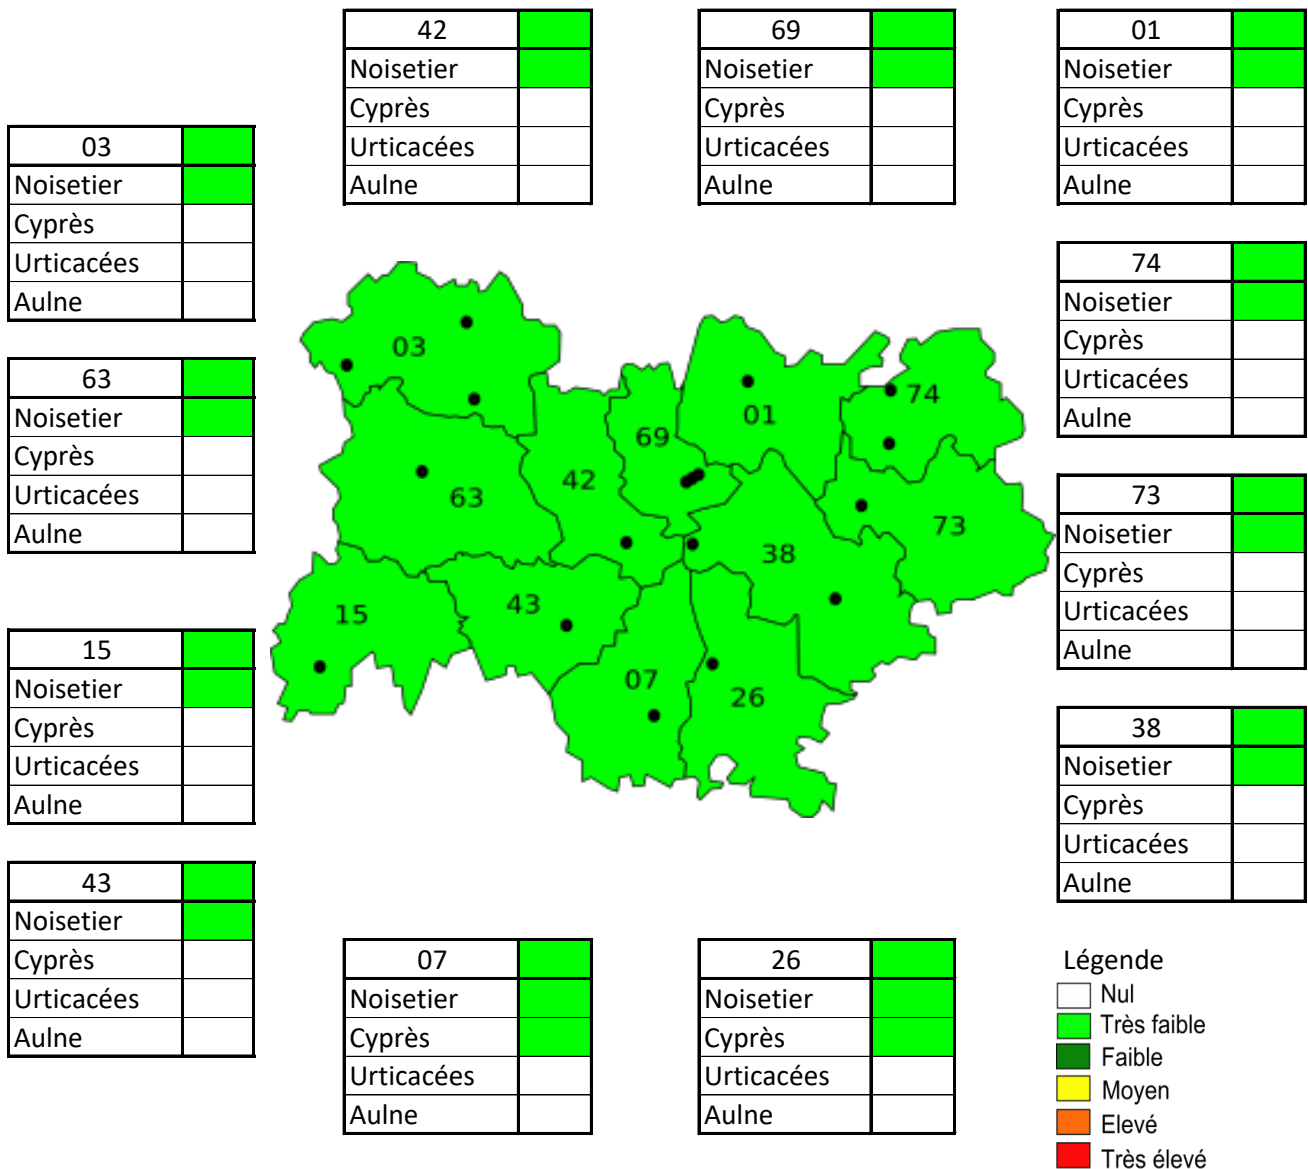 42
Noisetier
Cyprès
Urticacées
Aulne
69
Noisetier
Cyprès
Urticacées
Aulne
01
Noisetier
Cyprès
Urticacées
Aulne
03
Noisetier
Cyprès
Urticacées
Aulne
74
Noisetier
Cyprès
Urticacées
Aulne
63
Noisetier
Cyprès
Urticacées
Aulne
03
74
01
69
42
63
73
38
43
15
07
26
73
Noisetier
Cyprès
Urticacées
Aulne
15
Noisetier
Cyprès
Urticacées
Aulne
38
Noisetier
Cyprès
Urticacées
Aulne
43
Noisetier
Cyprès
Urticacées
Aulne
07
Noisetier
Cyprès
Urticacées
Aulne
26
Noisetier
Cyprès
Urticacées
Aulne
Légende
Nul
Très faible
Faible
Moyen
Elevé
Très élevé